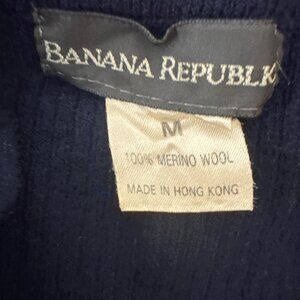 BANANA REPUBLIC
M
100% MERINO WOOL
MADE IN HONG KONG